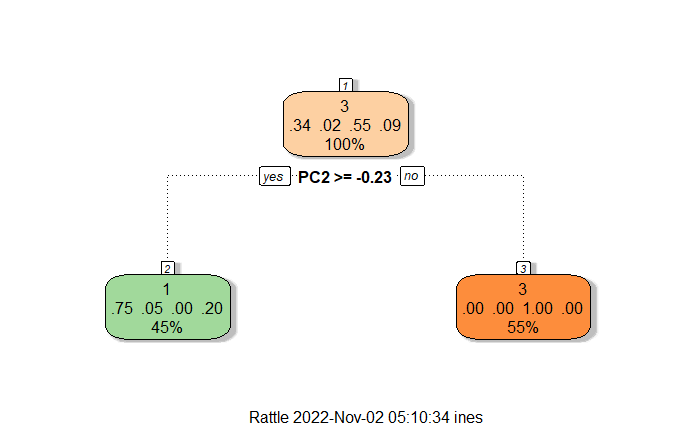 1
3
.34 .02 .55 .09
100%
yes PC2 >= -0.23 no
2
1
.75 .05 .00 .20
45%
3
3
.00 .00 1.00 .00
55%
Rattle 2022-Nov-02 05:10:34 ines